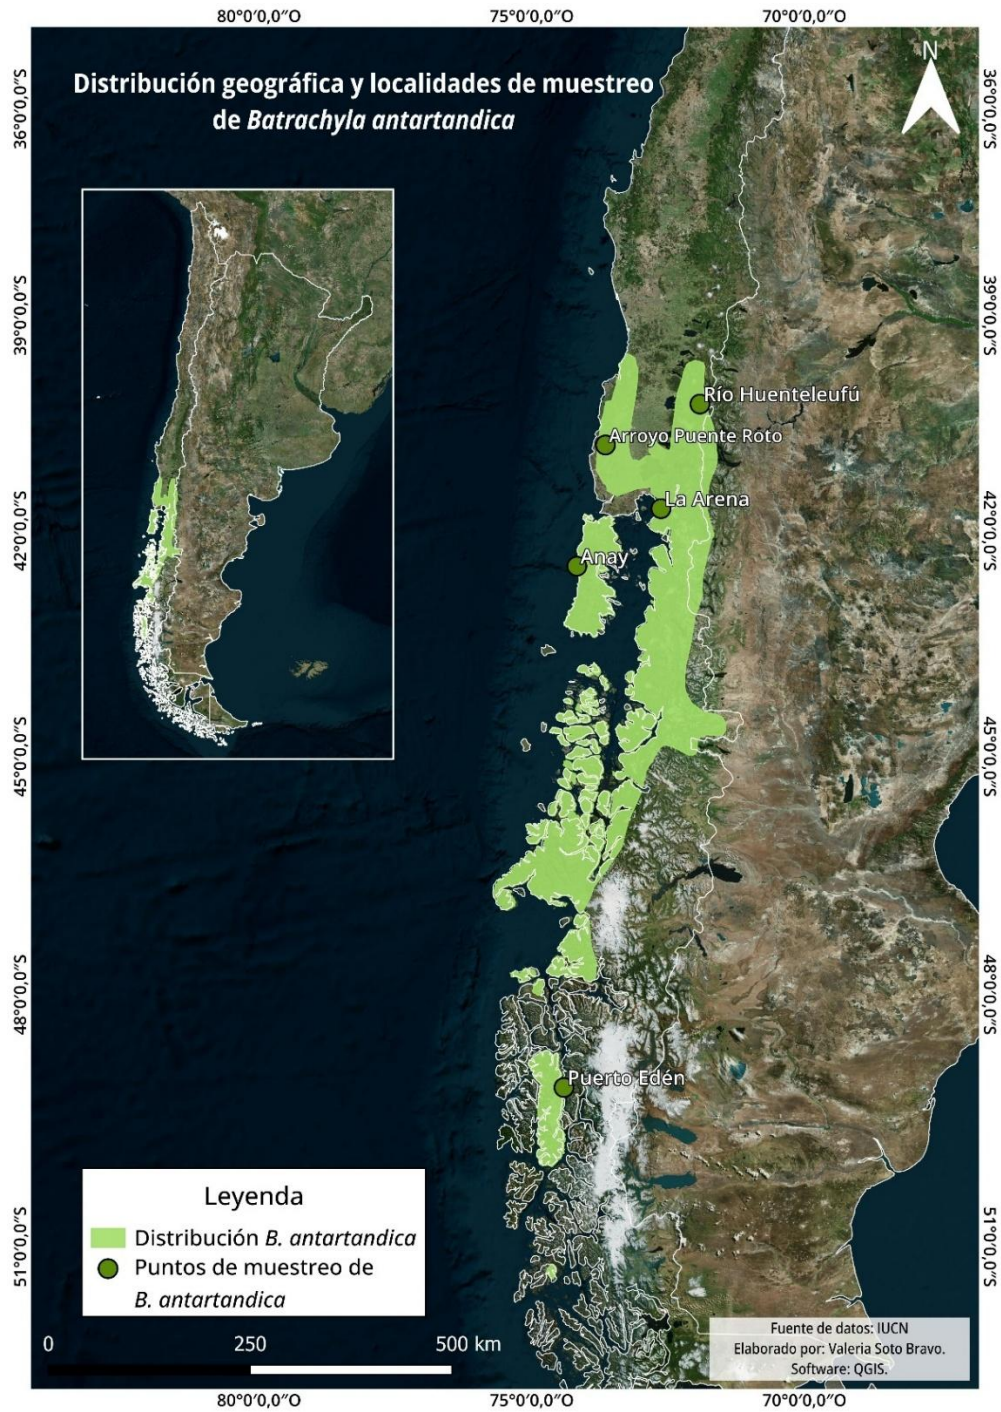 80°0'0,0"O
75°0'0,0"O
70°0'0,0"O
Distribución geográfica y localidades de muestreo
de Batrachyla antartandica
N
36°0'0,0"S
36°0'0,0"S
39°0'0,0"S
39°0'0,0"S
Río Huenteleufú
Arroyo Puente Roto
La Arena
42°0'0,0"S
42°0'0,0"S
Anay
45°0'0,0"S
45°0'0,0"S
48°0'0,0"S
48°0'0,0"S
Puerto Edén
51°0'0,0"S
51°0'0,0"S
Leyenda
Distribución B. antartandica
Puntos de muestreo de
B. antartandica
0 250 500 km
Fuente de datos: IUCN
Elaborado por: Valeria Soto Bravo.
Software: QGIS.
80°0'0,0"O
75°0'0,0"O
70°0'0,0"O